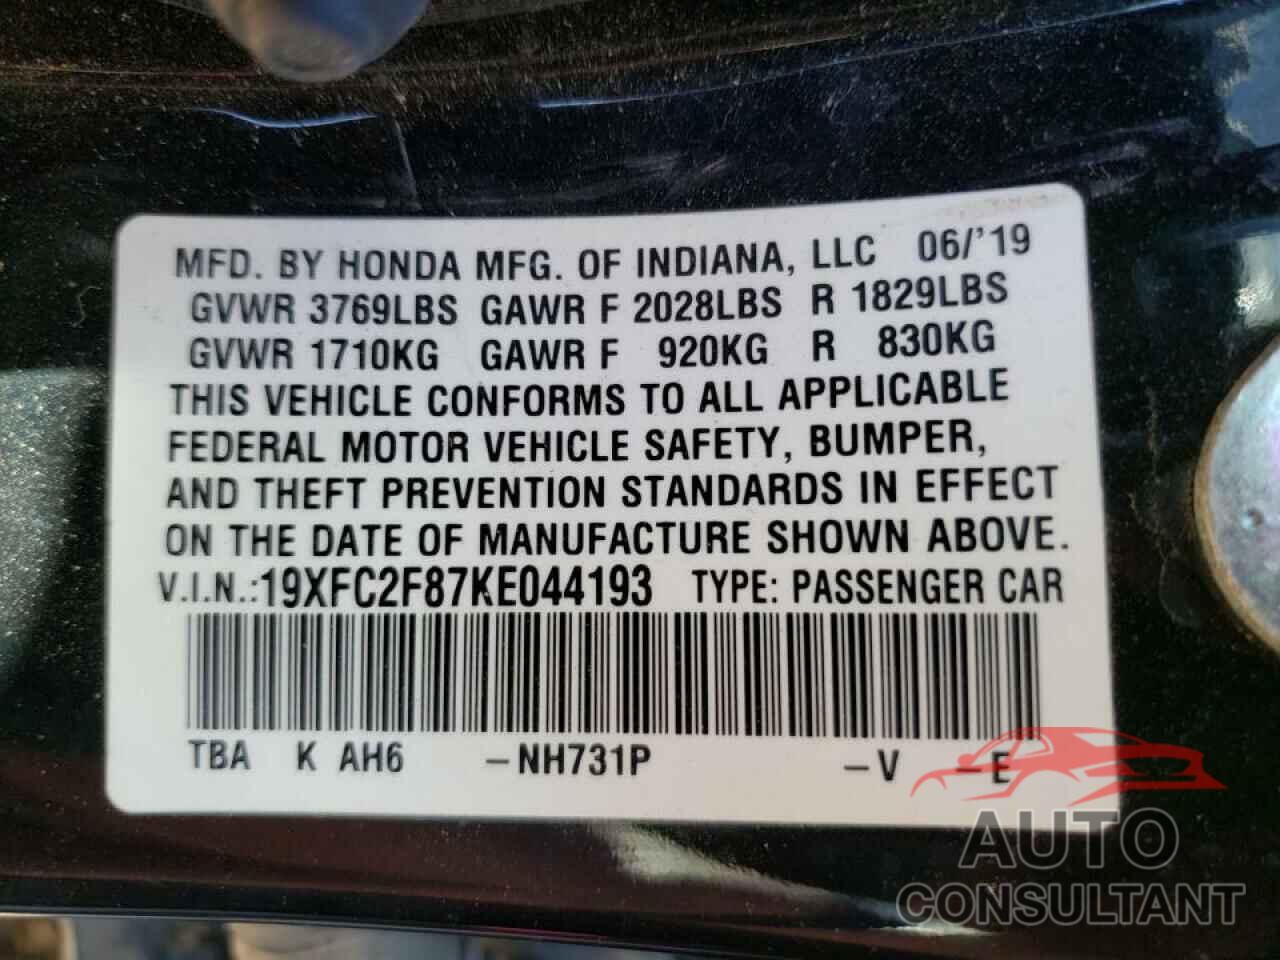 MFD. BY HONDA MFG. OF INDIANA, LLC 06/'19
GVWR 3769LBS GAWR F 2028LBS R 1829LBS
GVWR 1710KG GAWR F 920KG R 830KG
THIS VEHICLE CONFORMS TO ALL APPLICABLE
FEDERAL MOTOR VEHICLE SAFETY, BUMPER,
AND THEFT PREVENTION STANDARDS IN EFFECT
ON THE DATE OF MANUFACTURE SHOWN ABOVE.
V.I.N.:19XFC2F87KE044193 TYPE: PASSENGER CAR
TBA K AH6 –NH731P –V –E
AUTO
CONSULTANT